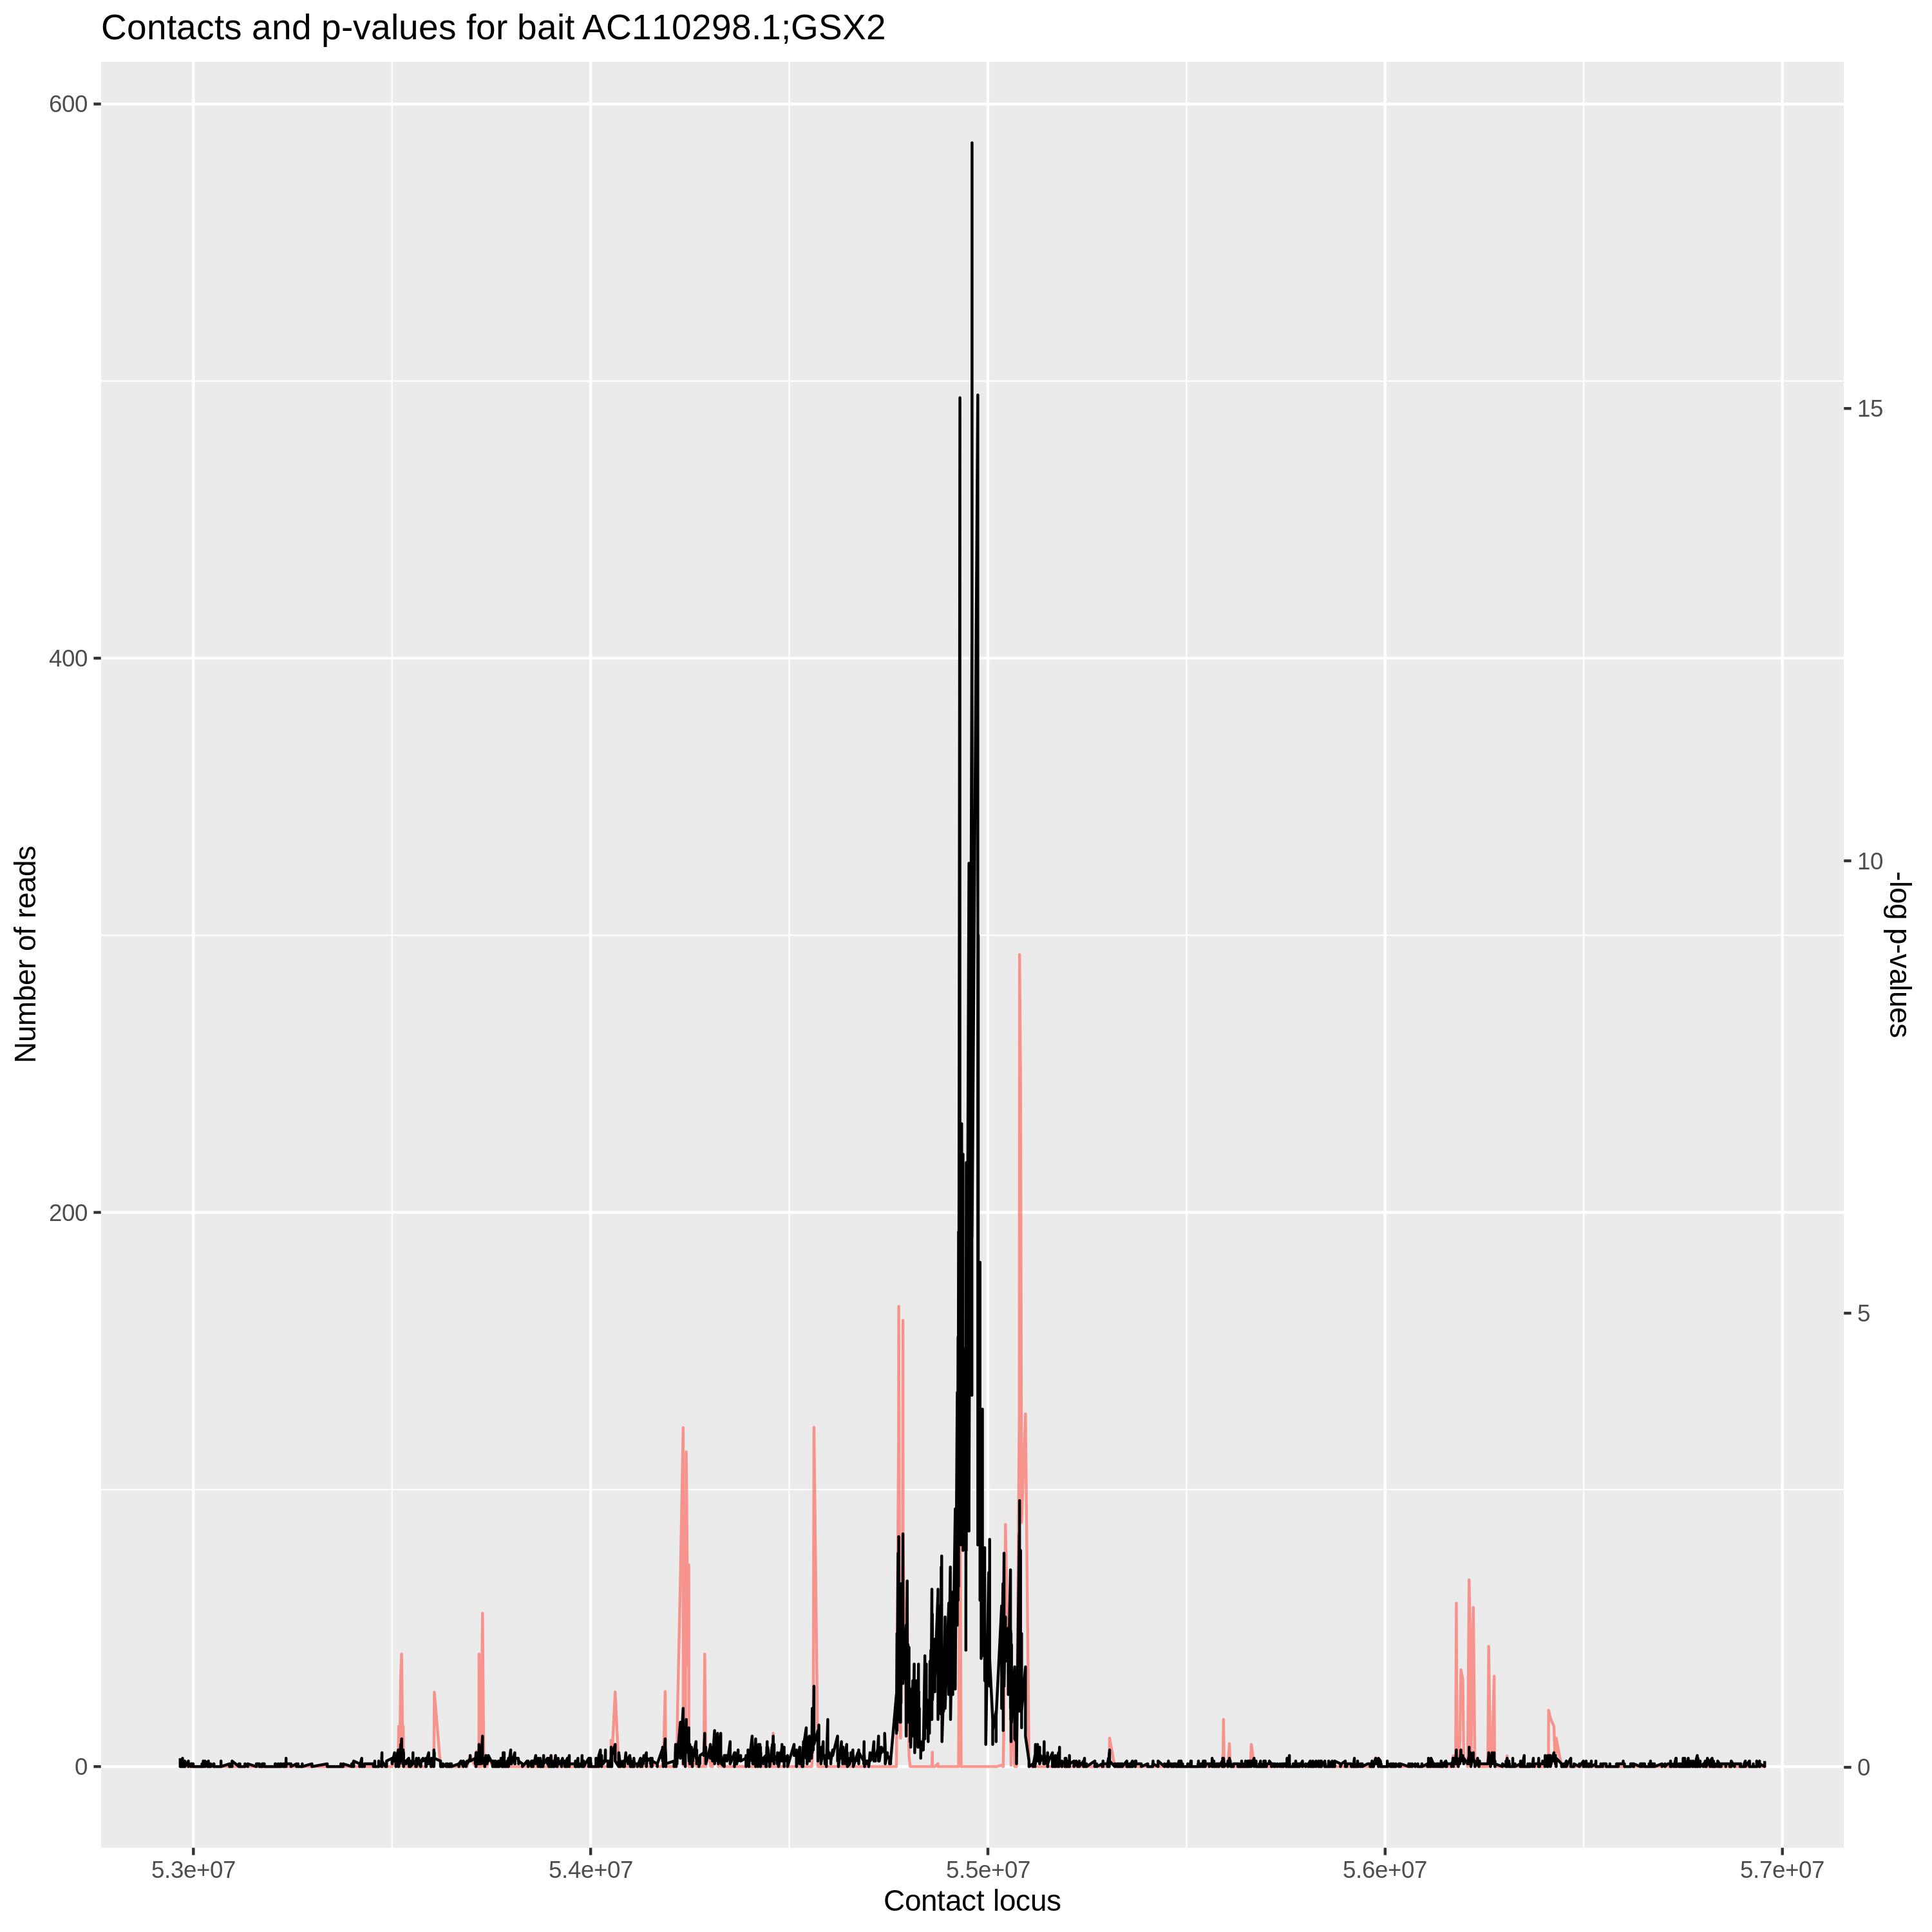 Contacts and p-values for bait AC110298.1;GSX2
600
400
200
0
Number of reads
15
10
5
0
-log p-values
5.3e+07
5.4e+07
5.5e+07
5.6e+07
5.7e+07
Contact locus